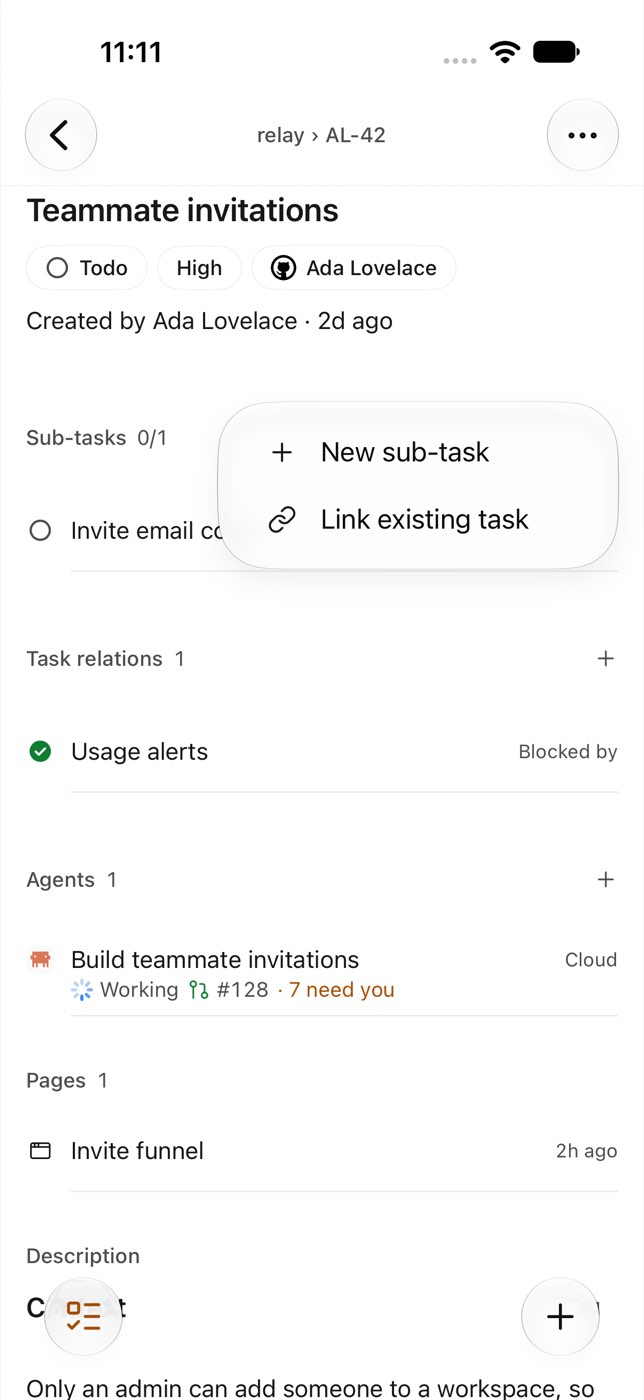 11:11
relay › AL-42
Teammate invitations
Todo High Ada Lovelace
Created by Ada Lovelace · 2d ago
Sub-tasks 0/1
New sub-task
Link existing task
Invite email
Task relations 1
Usage alerts Blocked by
Agents 1
Build teammate invitations Cloud
Working #128 · 7 need you
Pages 1
Invite funnel 2h ago
Description
Only an admin can add someone to a workspace, so